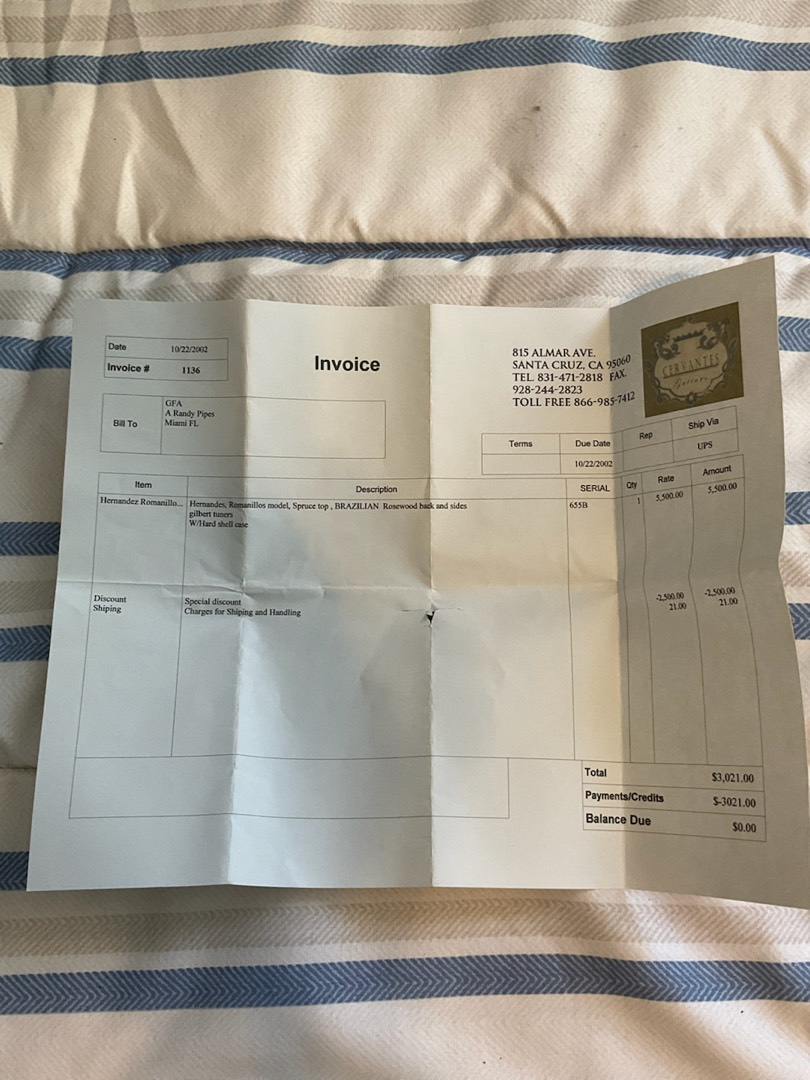 Date 10/22/2002
Invoice # 1136
Invoice
815 ALMAR AVE.
SANTA CRUZ, CA 95060
TEL. 831-471-2818 FAX.
928-244-2823
TOLL FREE 866-985-7412
CERVANTES
Guitars
Bill To
GFA
A Randy Pipes
Miami FL
Terms Due Date Rep Ship Via
10/22/2002 UPS
Item Description SERIAL Qty Rate Amount
Hernandez Romanillo... Hernandes, Romanillos model, Spruce top , BRAZILIAN Rosewood back and sides 655B 1 5,500.00 5,500.00
gilbert tuners
W/Hard shell case
Discount Special discount -2,500.00 -2,500.00
Shiping Charges for Shiping and Handling 21.00 21.00
Total $3,021.00
Payments/Credits $-3021.00
Balance Due $0.00